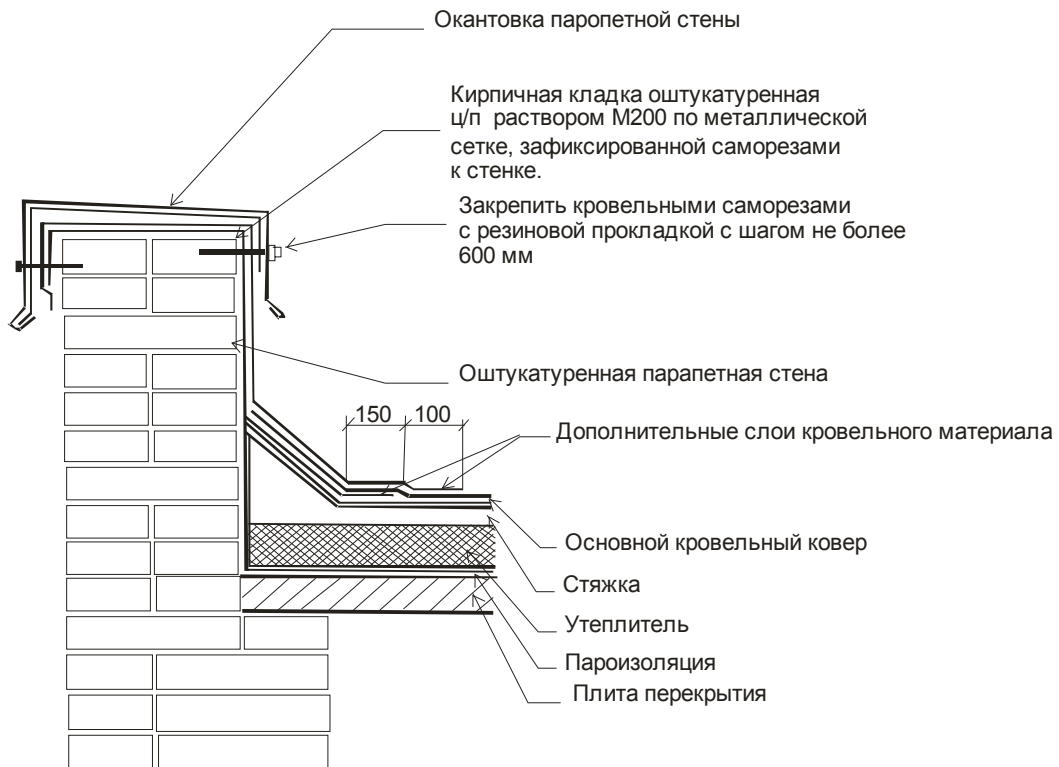 Окантовка паропетной стены
Кирпичная кладка оштукатуренная
ц/п раствором М200 по металлической
сетке, зафиксированной саморезами
к стенке.
Закрепить кровельными саморезами
с резиновой прокладкой с шагом не более
600 мм
Оштукатуренная парапетная стена
150 100
Дополнительные слои кровельного материала
Основной кровельный ковер
Стяжка
Утеплитель
Пароизоляция
Плита перекрытия